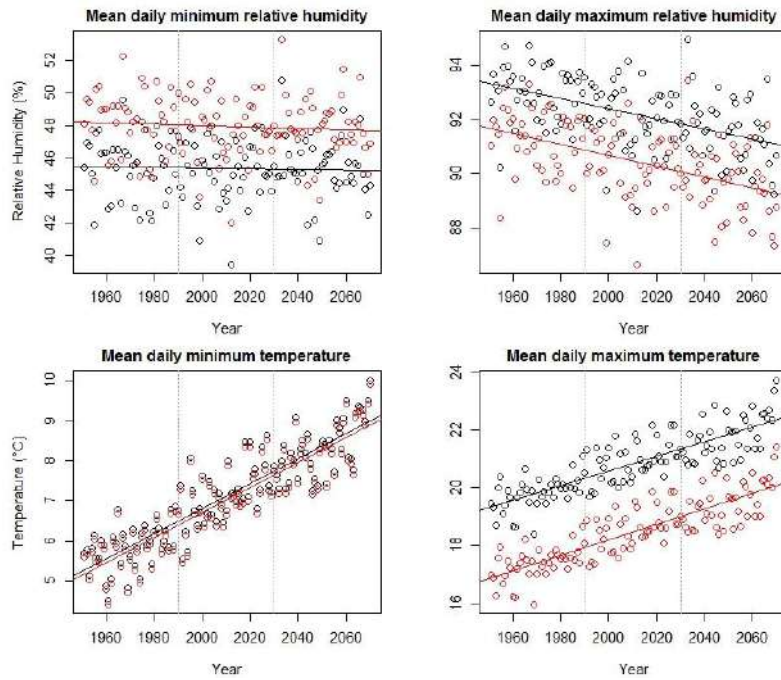 Mean daily minimum relative humidity
Relative Humidity (%)
52
50
48
46
44
42
40
1960 1980 2000 2020 2040 2060
Year
Mean daily maximum relative humidity
94
92
90
88
1960 1980 2000 2020 2040 2060
Year
Mean daily minimum temperature
Temperature (°C)
10
9
8
7
6
5
1960 1980 2000 2020 2040 2060
Year
Mean daily maximum temperature
24
22
20
18
16
1960 1980 2000 2020 2040 2060
Year